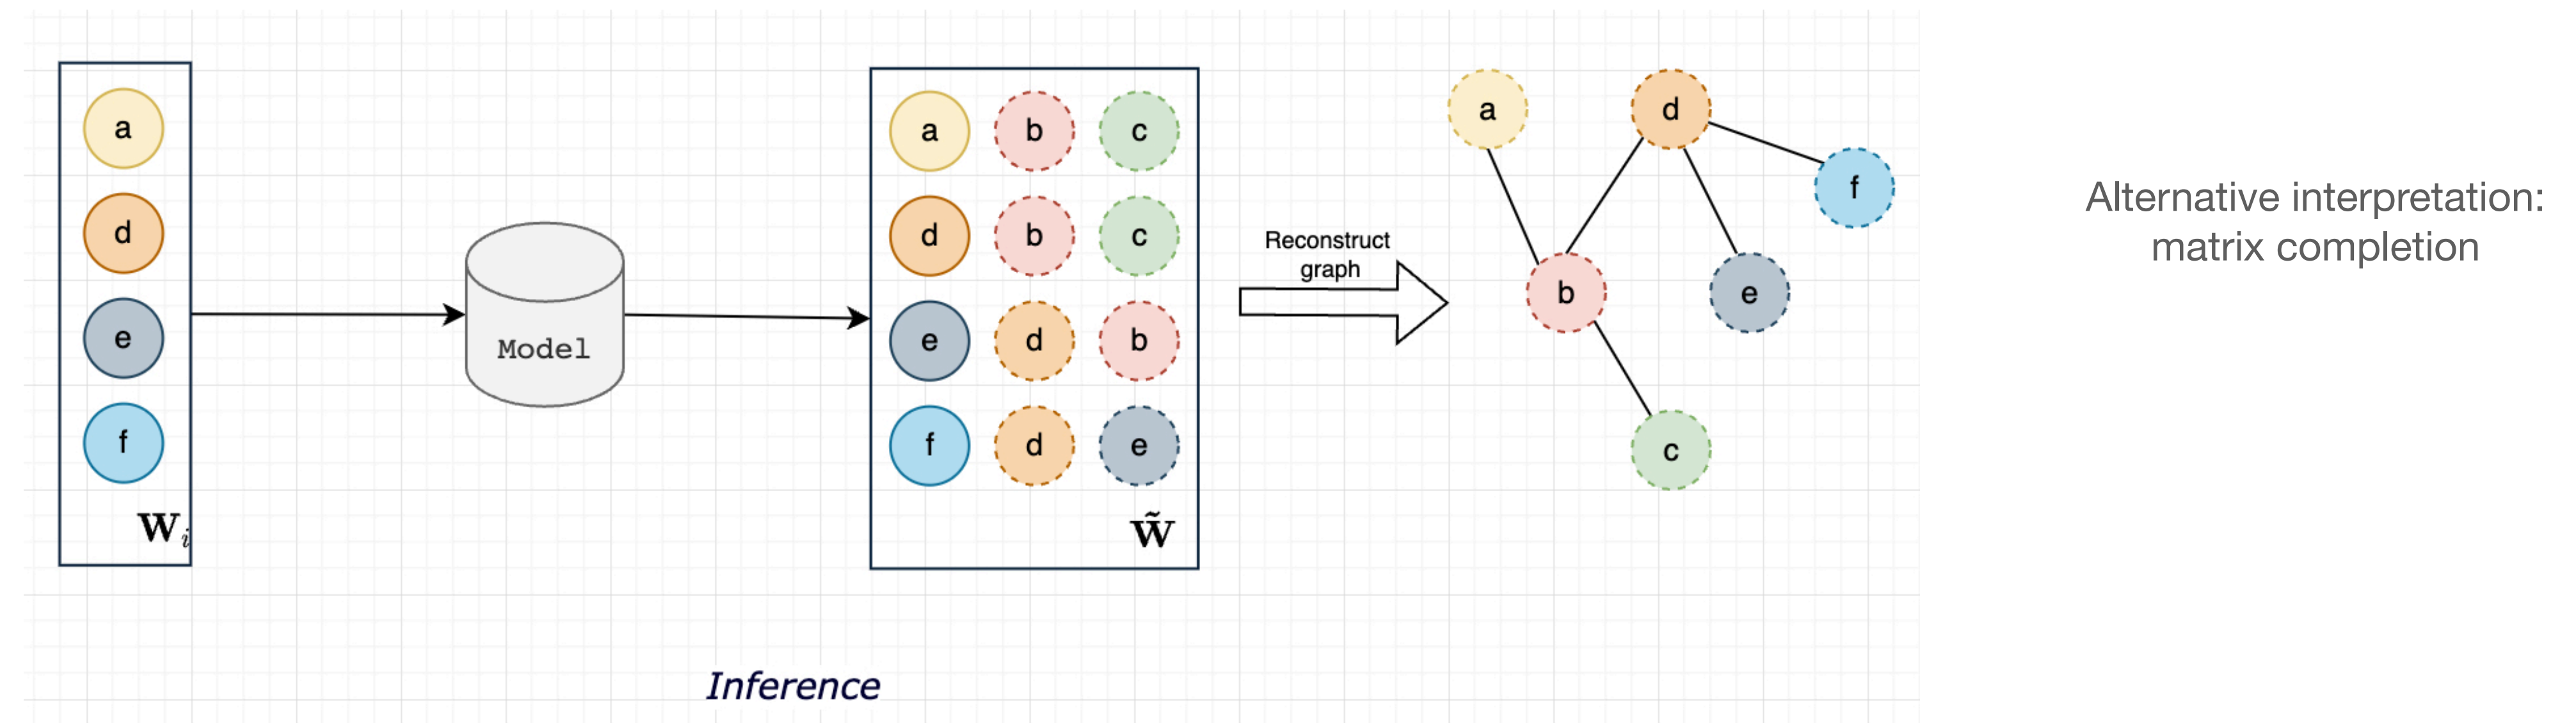 a
d
e
f
W_i
Model
a b c
d b c
e d b
f d e
W̃
Reconstruct
graph
a
d
f
b
e
c
Alternative interpretation:
matrix completion
Inference